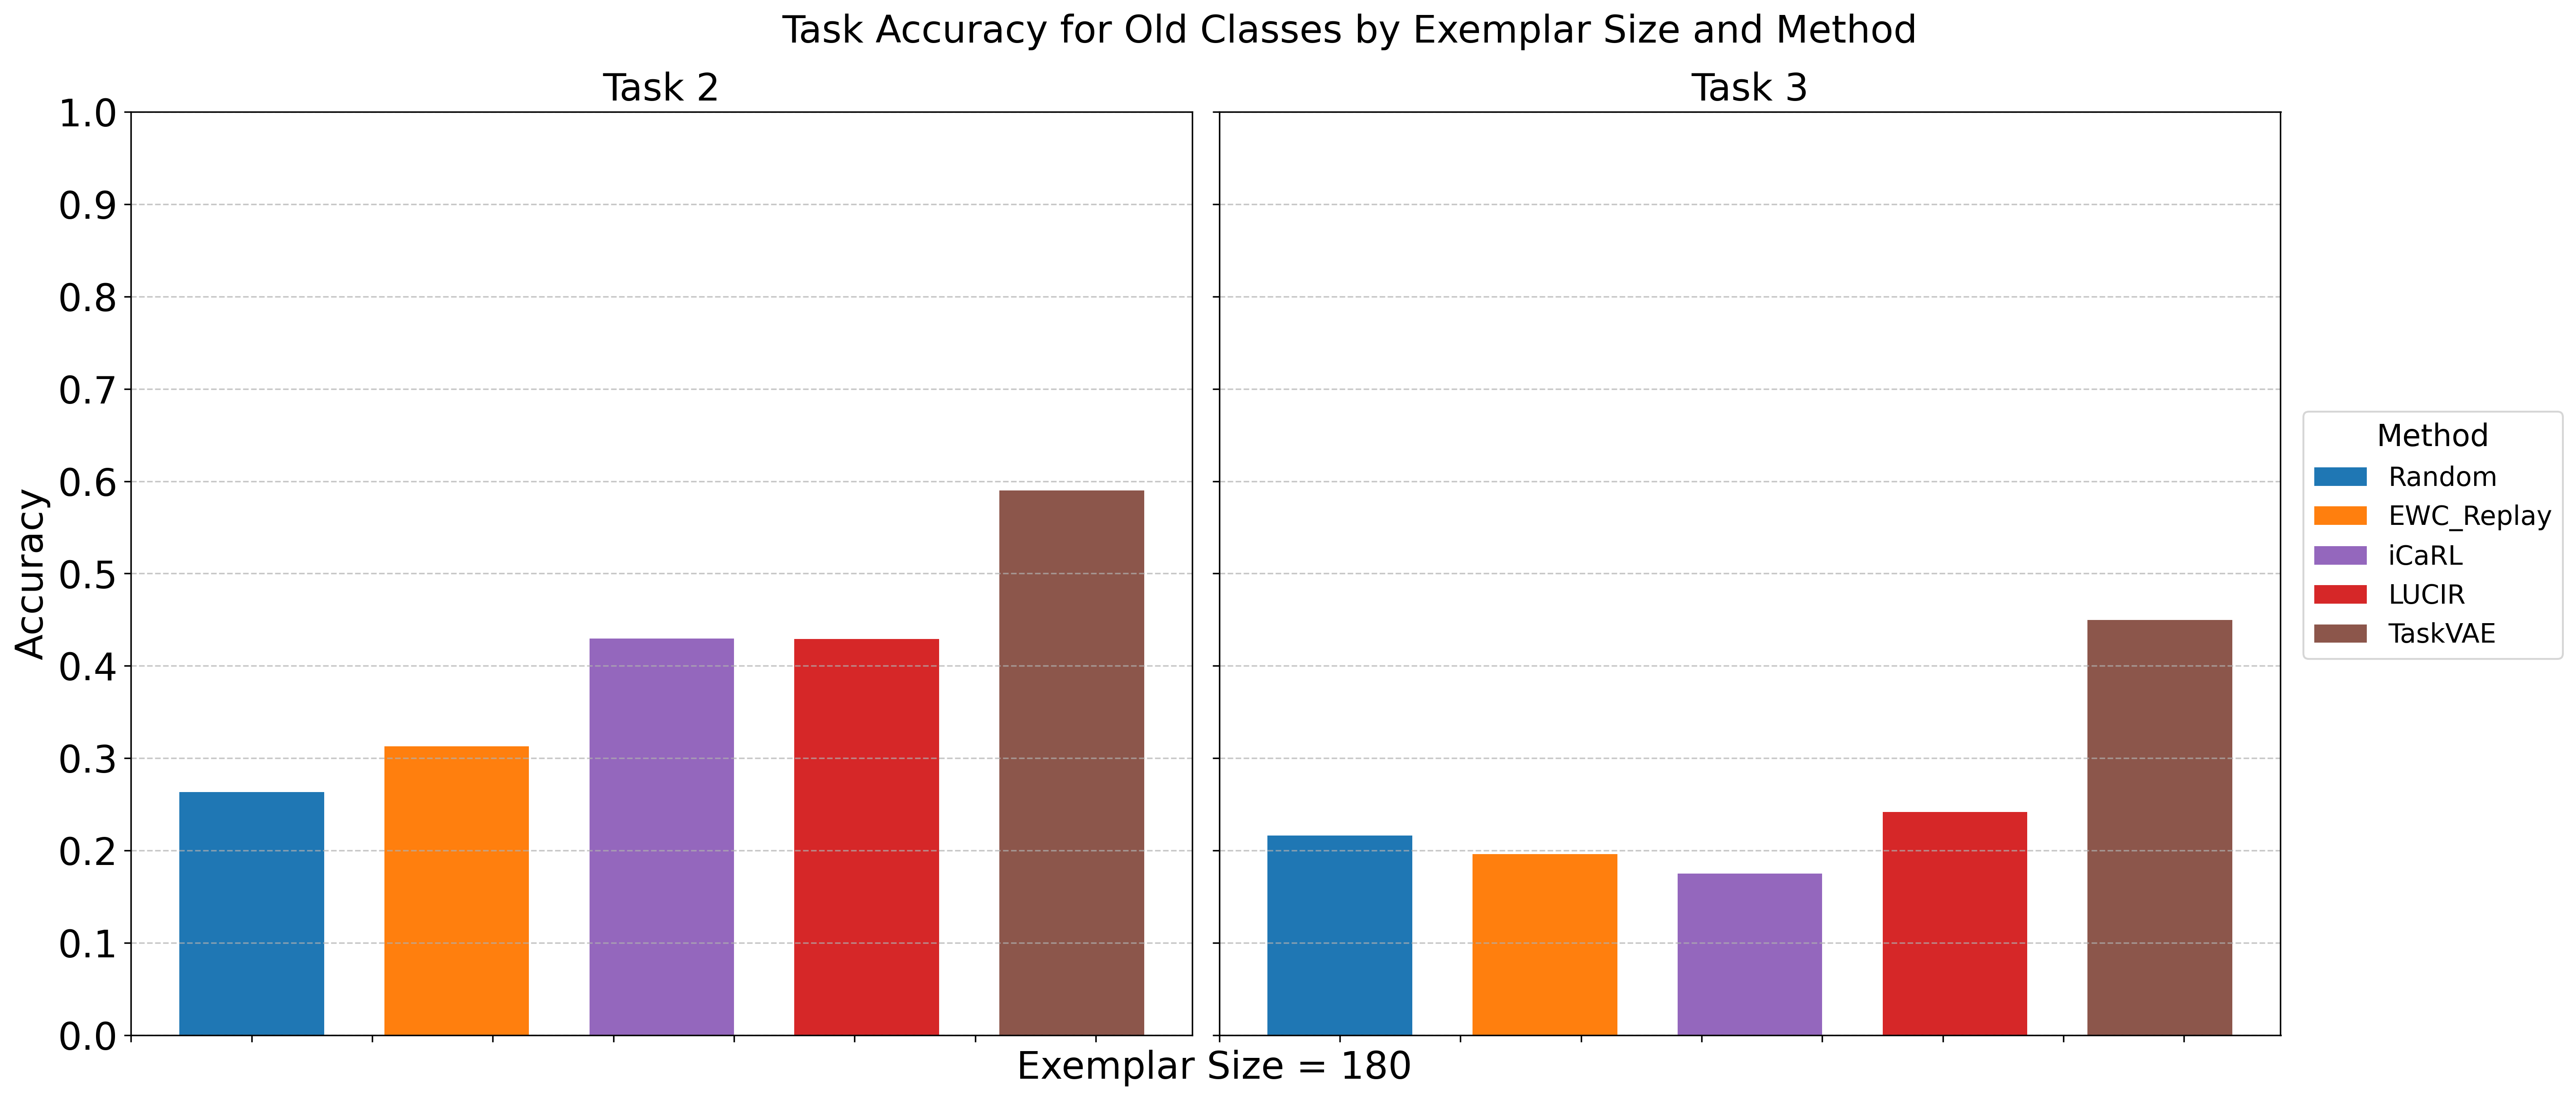 Task Accuracy for Old Classes by Exemplar Size and Method
Task 2
Task 3
1.0
0.9
0.8
0.7
0.6
0.5
0.4
0.3
0.2
0.1
0.0
Accuracy
Exemplar Size = 180
Method
Random
EWC_Replay
iCaRL
LUCIR
TaskVAE